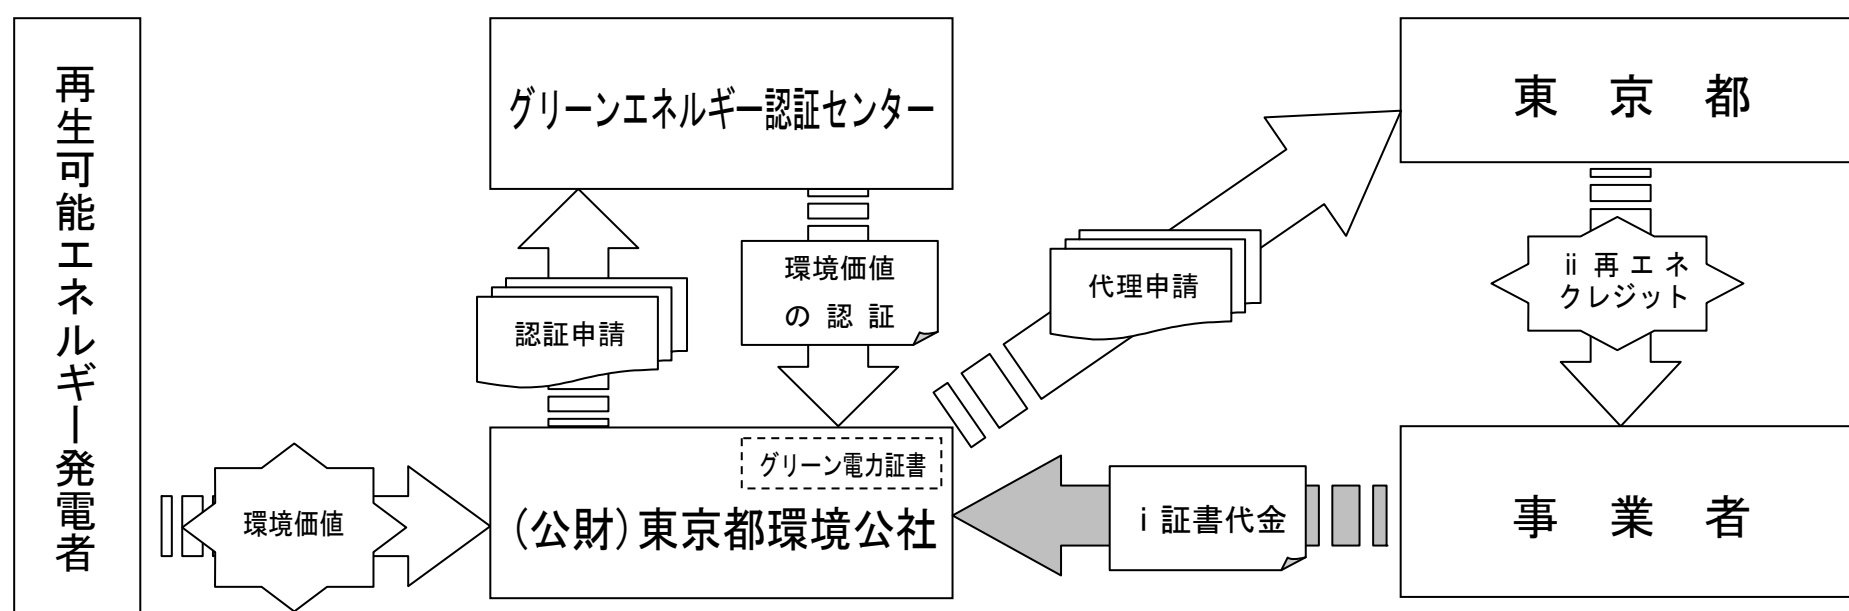 再生可能エネルギー発電者
グリーンエネルギー認証センター
東 京 都
認証申請
環境価値
の 認 証
代理申請
ⅱ 再 エ ネ
クレジット
環境価値
グリーン電力証書
(公財)東京都環境公社
ⅰ 証書代金
事 業 者